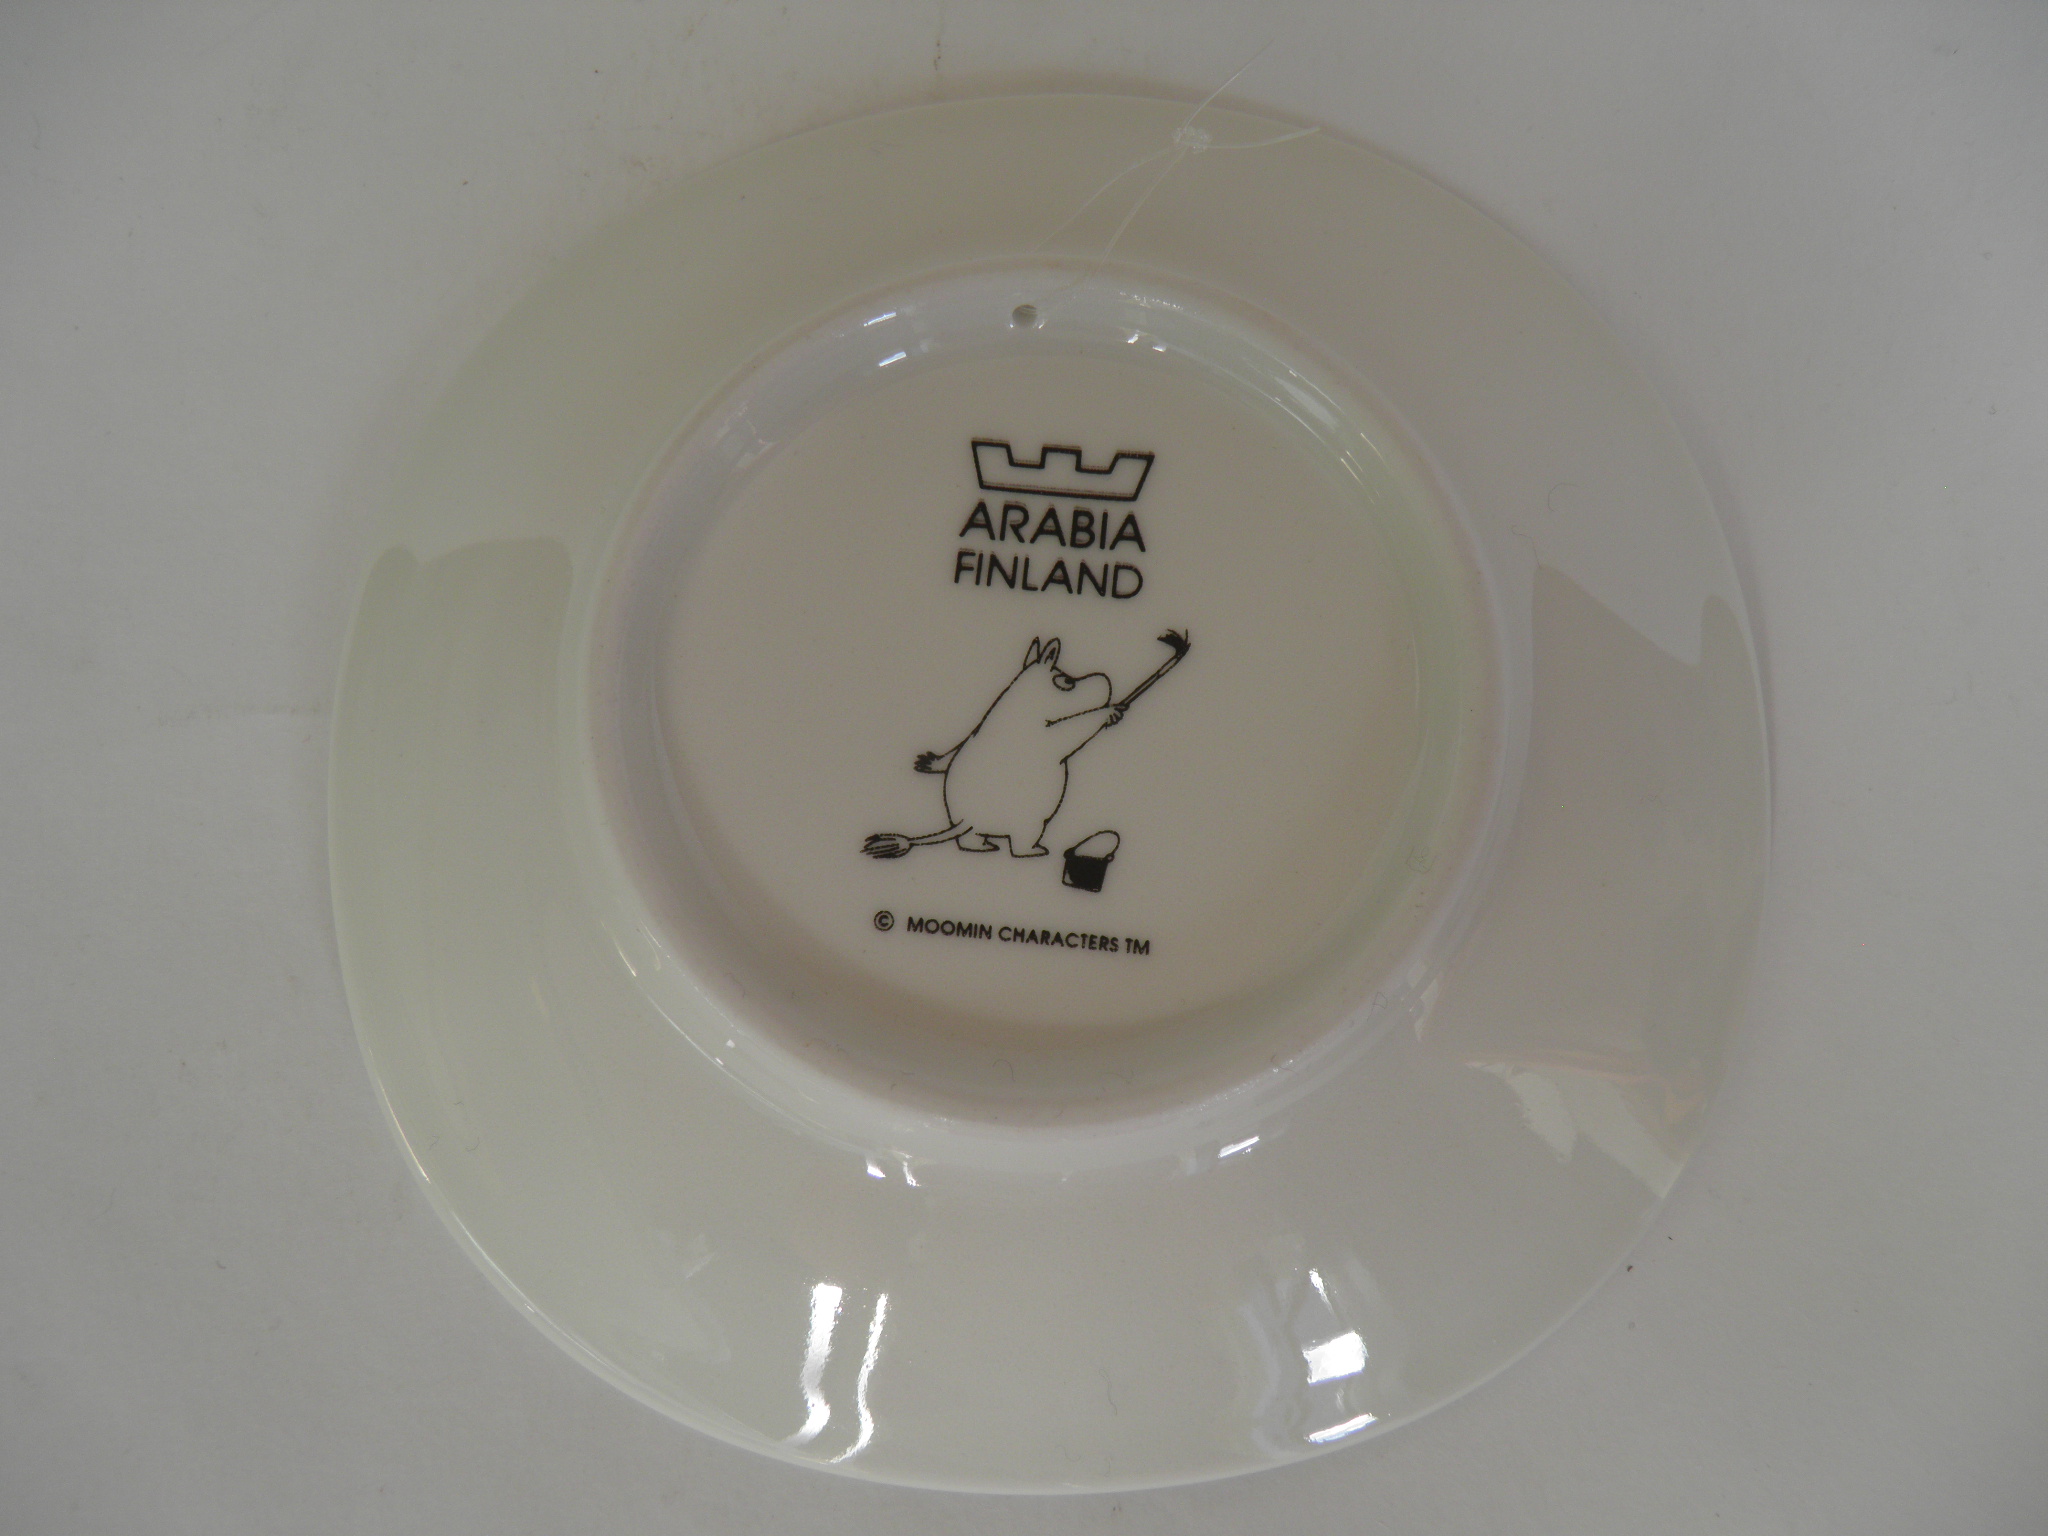 ARABIA
FINLAND
© MOOMIN CHARACTERS TM